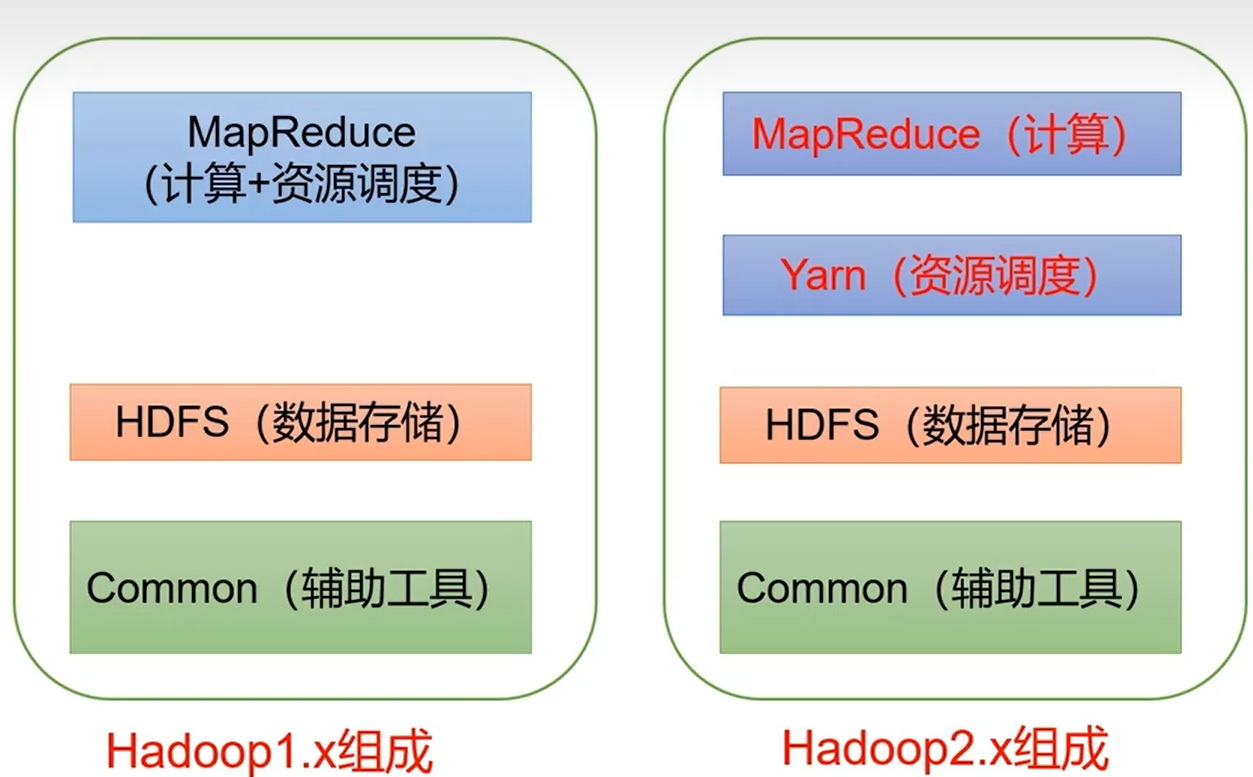 MapReduce
（计算+资源调度）
HDFS（数据存储）
Common（辅助工具）
Hadoop1.x组成
MapReduce（计算）
Yarn（资源调度）
HDFS（数据存储）
Common（辅助工具）
Hadoop2.x组成